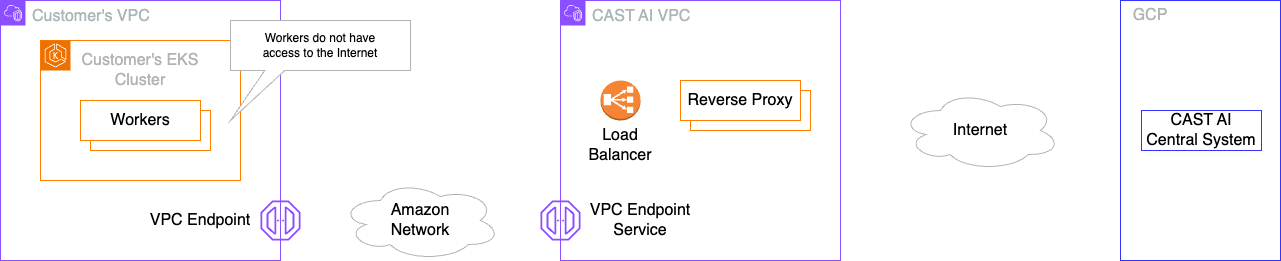 Customer's VPC
Workers do not have
access to the Internet
Customer's EKS
Cluster
Workers
VPC Endpoint
Amazon
Network
CAST AI VPC
Load
Balancer
Reverse Proxy
VPC Endpoint
Service
Internet
GCP
CAST AI
Central System